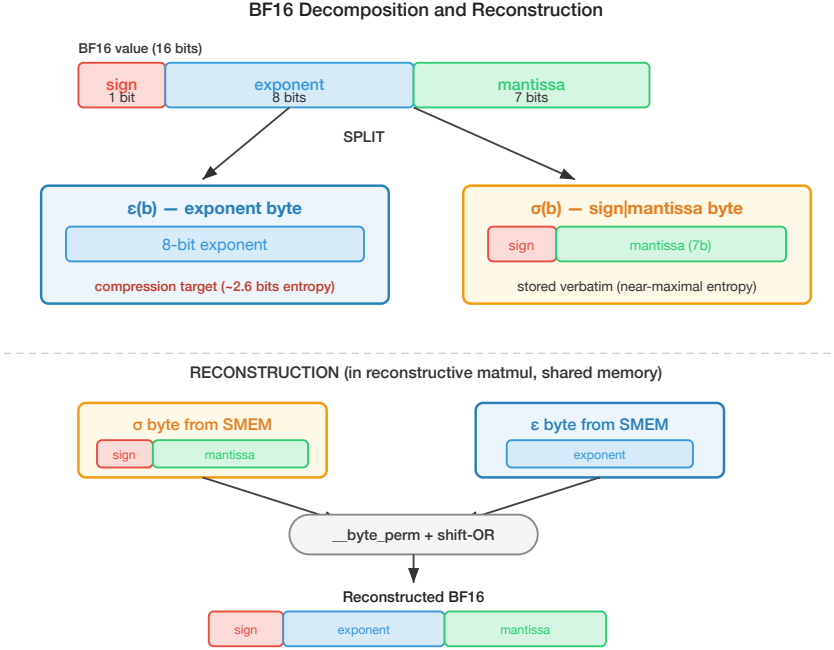 BF16 Decomposition and Reconstruction
BF16 value (16 bits)
sign
1 bit
exponent
8 bits
mantissa
7 bits
SPLIT
ε(b) — exponent byte
8-bit exponent
compression target (~2.6 bits entropy)
σ(b) — sign|mantissa byte
sign
mantissa (7b)
stored verbatim (near-maximal entropy)
RECONSTRUCTION (in reconstructive matmul, shared memory)
σ byte from SMEM
sign
mantissa
ε byte from SMEM
exponent
__byte_perm + shift-OR
Reconstructed BF16
sign
exponent
mantissa